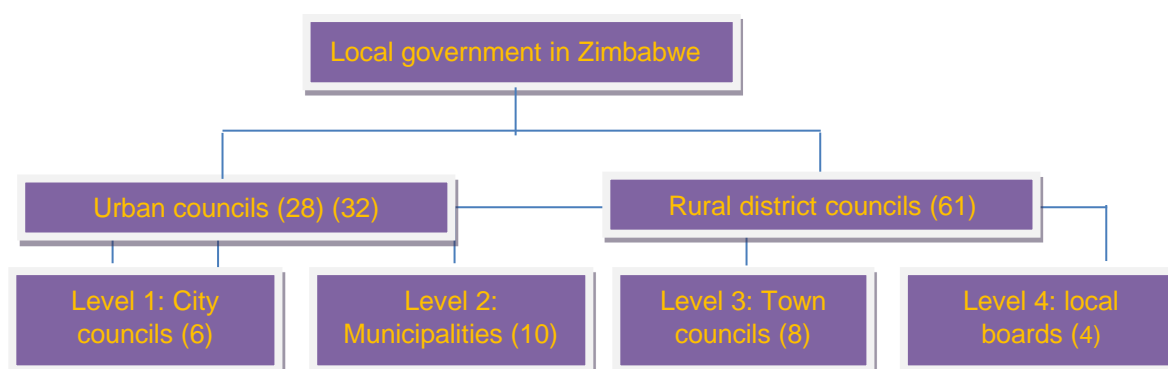 Local government in Zimbabwe
Urban councils (28) (32)
Rural district councils (61)
Level 1: City
councils (6)
Level 2:
Municipalities (10)
Level 3: Town
councils (8)
Level 4: local
boards (4)